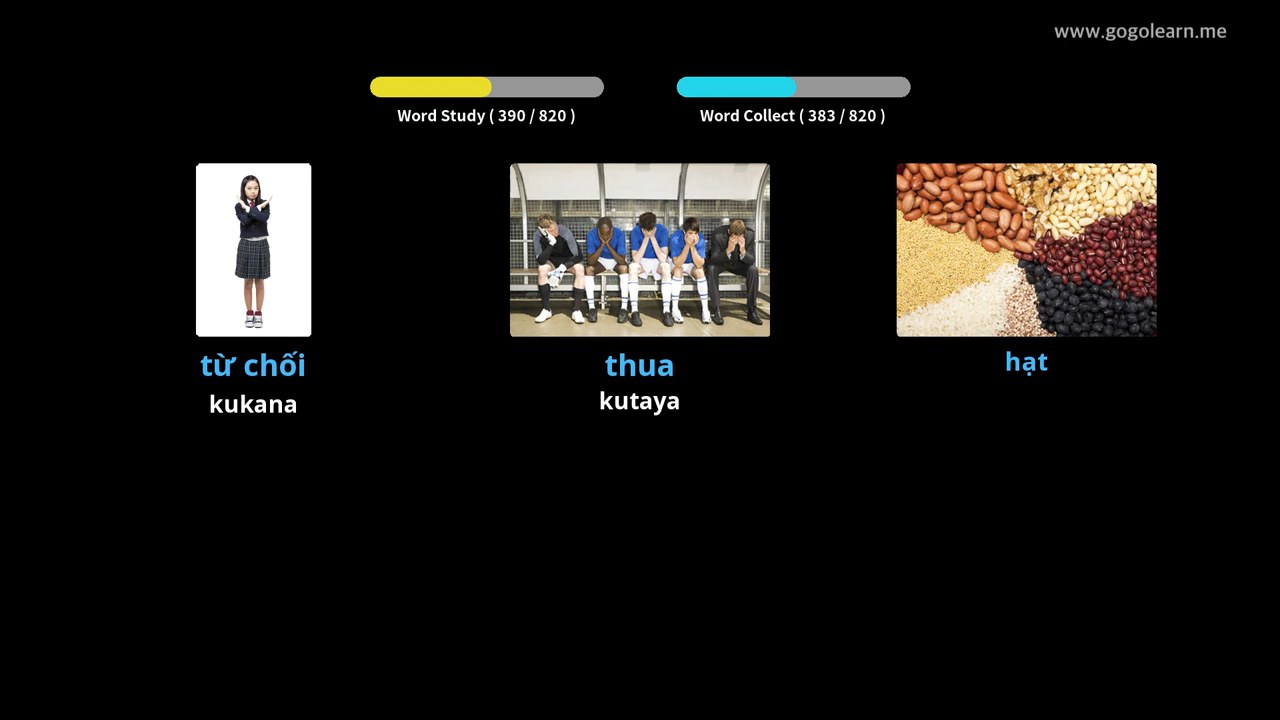 www.gogolearn.me
Word Study ( 390 / 820 )
Word Collect ( 383 / 820 )
từ chối
kukana
thua
kutaya
hạt